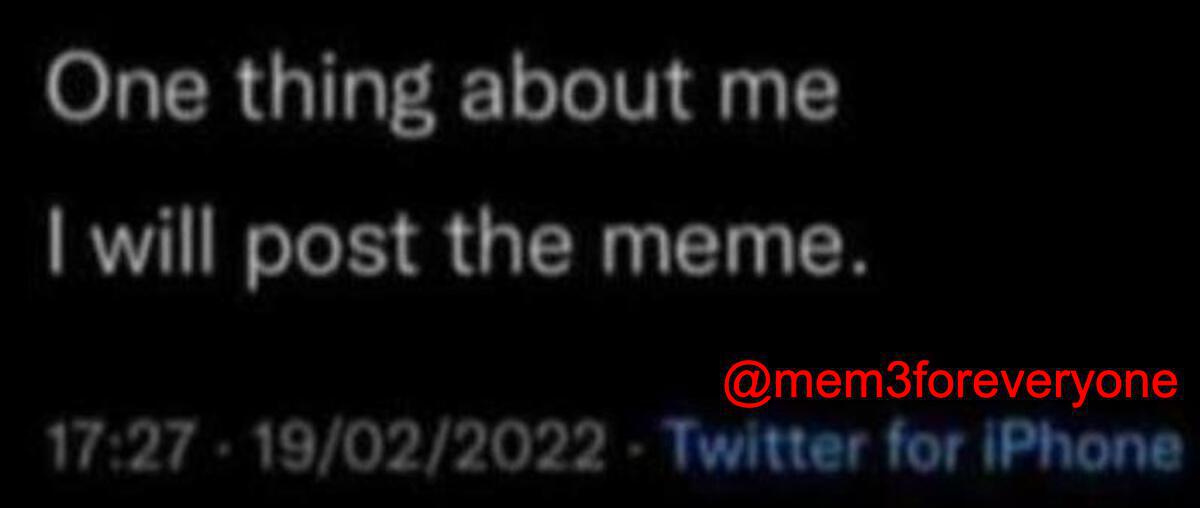 One thing about me
I will post the meme.
@mem3foreveryone
17:27 · 19/02/2022 · Twitter for iPhone